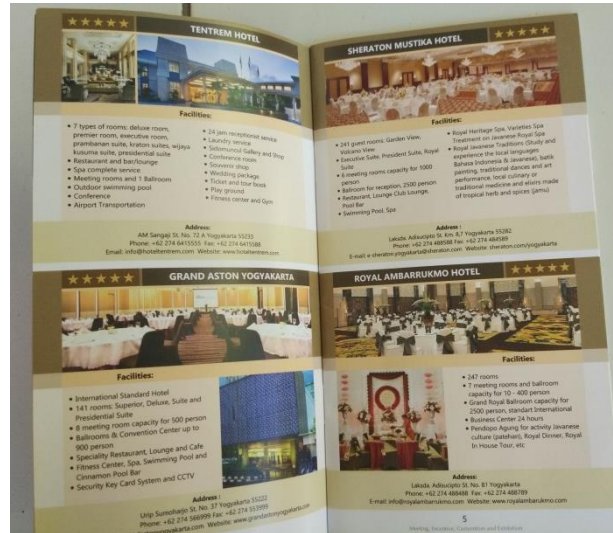 TENTREM HOTEL
Facilities:
• 7 types of rooms: deluxe room,
premier room, executive room,
prambanan suite, kraton suites, wijaya
kusuma suite, presidential suite
• Restaurant and bar/lounge
• Spa complete service
• Meeting rooms and 1 Ballroom
• Outdoor swimming pool
• Conference
• Airport Transportation
• 24 jam receptionist service
• Laundry service
• Sidomuncul Gallery and Shop
• Conference room
• Souvenir shop
• Wedding package
• Ticket and tour book
• Play ground
• Fitness center and Gym
Address:
AM Sangaji St. No. 72 A Yogyakarta 55233
Phone: +62 274 6415555 Fax: +62 274 6415588
Email: info@hoteltentrem.com Website: www.hoteltentrem.com
SHERATON MUSTIKA HOTEL
Facilities:
• 241 guest rooms: Garden View,
Volcano View
• Executive Suite, President Suite, Royal
Suite
• 6 meeting rooms capacity for 1000
person
• Ballroom for reception, 2500 person
• Restaurant, Lounge Club Lounge,
Pool Bar
• Swimming Pool, Spa
• Royal Heritage Spa, Varieties Spa
Treatment on Javanese Royal Spa
• Royal Javanese Traditions (Study and
experience the local languages
Bahasa Indonesia & Javanese), batik
painting, traditional dances and art
performance, local culinary or
traditional medicine and elixirs made
of tropical herb and spices (jamu)
Address :
Laksda Adisucipto St. Km. 8,7 Yogyakarta 55282
Phone: +62 274 488588 Fax: +62 274 484589
E-mail: e-sheraton.yogyakarta@sheraton.com/yogyakarta
GRAND ASTON YOGYAKARTA
Facilities:
• International Standard Hotel
• 141 rooms: Superior, Deluxe, Suite and
Presidential Suite
• 8 meeting room capacity for 500 person
• Ballrooms & Convention Center up to
900 person
• Speciality Restaurant, Lounge and Cafe
• Fitness Center, Spa, Swimming Pool and
Cinnamon Pool Bar
• Security Key Card System and CCTV
Address :
Urip Sumoharjo St. No. 37 Yogyakarta 55222
Phone: +62 274 566999 Fax: +62 274 553999
Website: www.grandastonyogyakarta.com
ROYAL AMBARRUKMO HOTEL
Facilities:
• 247 rooms
• 7 meeting rooms and ballroom
capacity for 10 - 400 person
• Grand Royal Ballroom capacity for
2500 person, standart International
• Business Center 24 hours
• Pendopo Agung for activity Javanese
culture (patehan), Royal Dinner, Royal
In House Tour, etc
Address:
Laksda. Adisucipto St. No. 81 Yogyakarta
Phone: +62 274 488488 Fax: +62 274 488789
E-mail: info@royalambarukmo.com Website: www.royalambarukmo.com
5
Meeting, Incentive, Convention and Exhibition